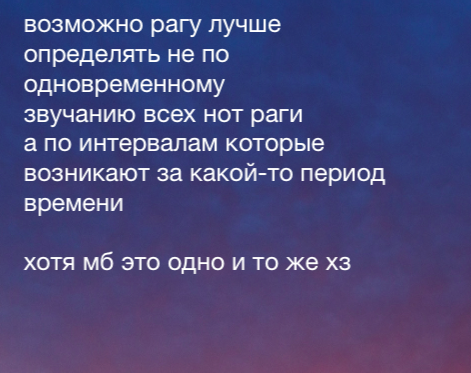 возможно рагу лучше
определять не по
одновременному
звучанию всех нот раги
а по интервалам которые
возникают за какой-то период
времени
хотя мб это одно и то же хз